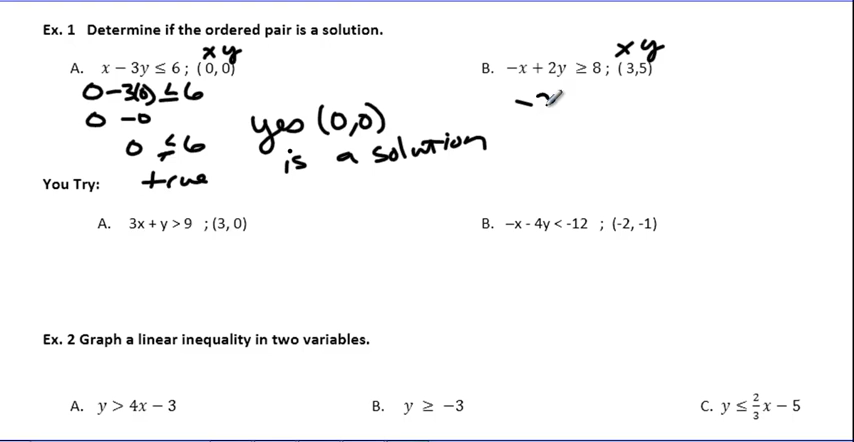 Ex. 1 Determine if the ordered pair is a solution.
x y
A. x − 3y ≤ 6 ; ( 0, 0)
x y
B. −x + 2y ≥ 8 ; ( 3,5)
0 -3(0) ≤ 6
0 -0
0 ≤ 6
true
yes (0,0)
is a solution
You Try:
A. 3x + y > 9 ; (3, 0)
B. –x - 4y < -12 ; (-2, -1)
Ex. 2 Graph a linear inequality in two variables.
A. y > 4x − 3
B. y ≥ −3
C. y ≤ 2/3 x − 5